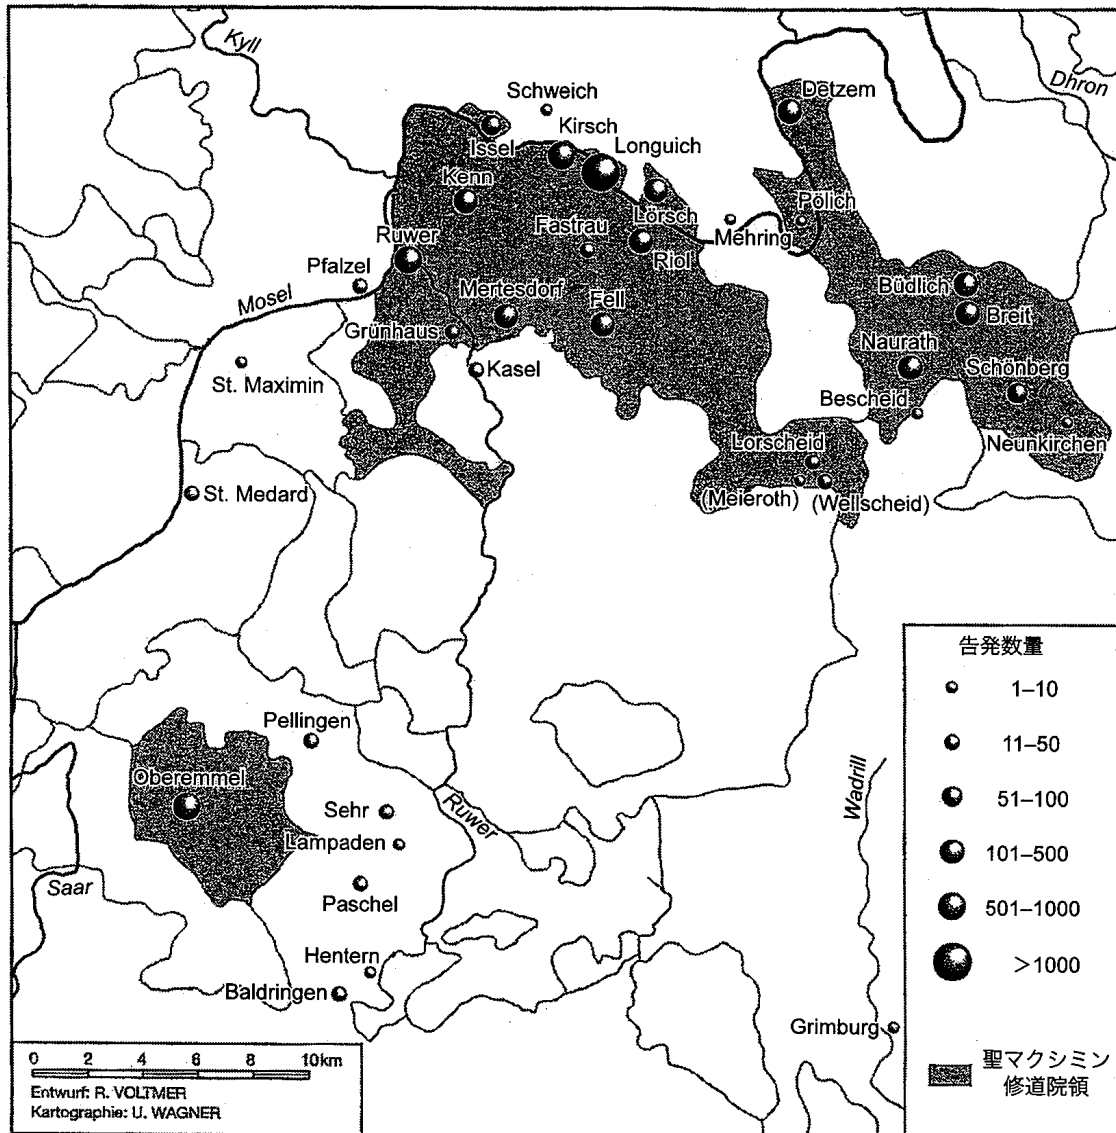 Kyll
Dhron
Detzem
Schweich
Kirsch
Issel
Longuich
Kenn
Pölich
Lörsch
Fastrau
Mehring
Ruwer
Riol
Pfalzel
Büdlich
Mosel
Mertesdorf
Fell
Breit
Grünhaus
Naurath
St. Maximin
Kasel
Schönberg
Bescheid
Neunkirchen
Lorscheid
St. Medard
(Meieroth)
(Wellscheid)
Pellingen
Oberemmel
Sehr
Ruwer
Wadrill
Lampaden
Saar
Paschel
Hentern
Baldringen
Grimburg
告発数量
1–10
11–50
51–100
101–500
501–1000
>1000
聖マクシミン
修道院領
0 2 4 6 8 10km
Entwurf: R. VOLTMER
Kartographie: U. WAGNER